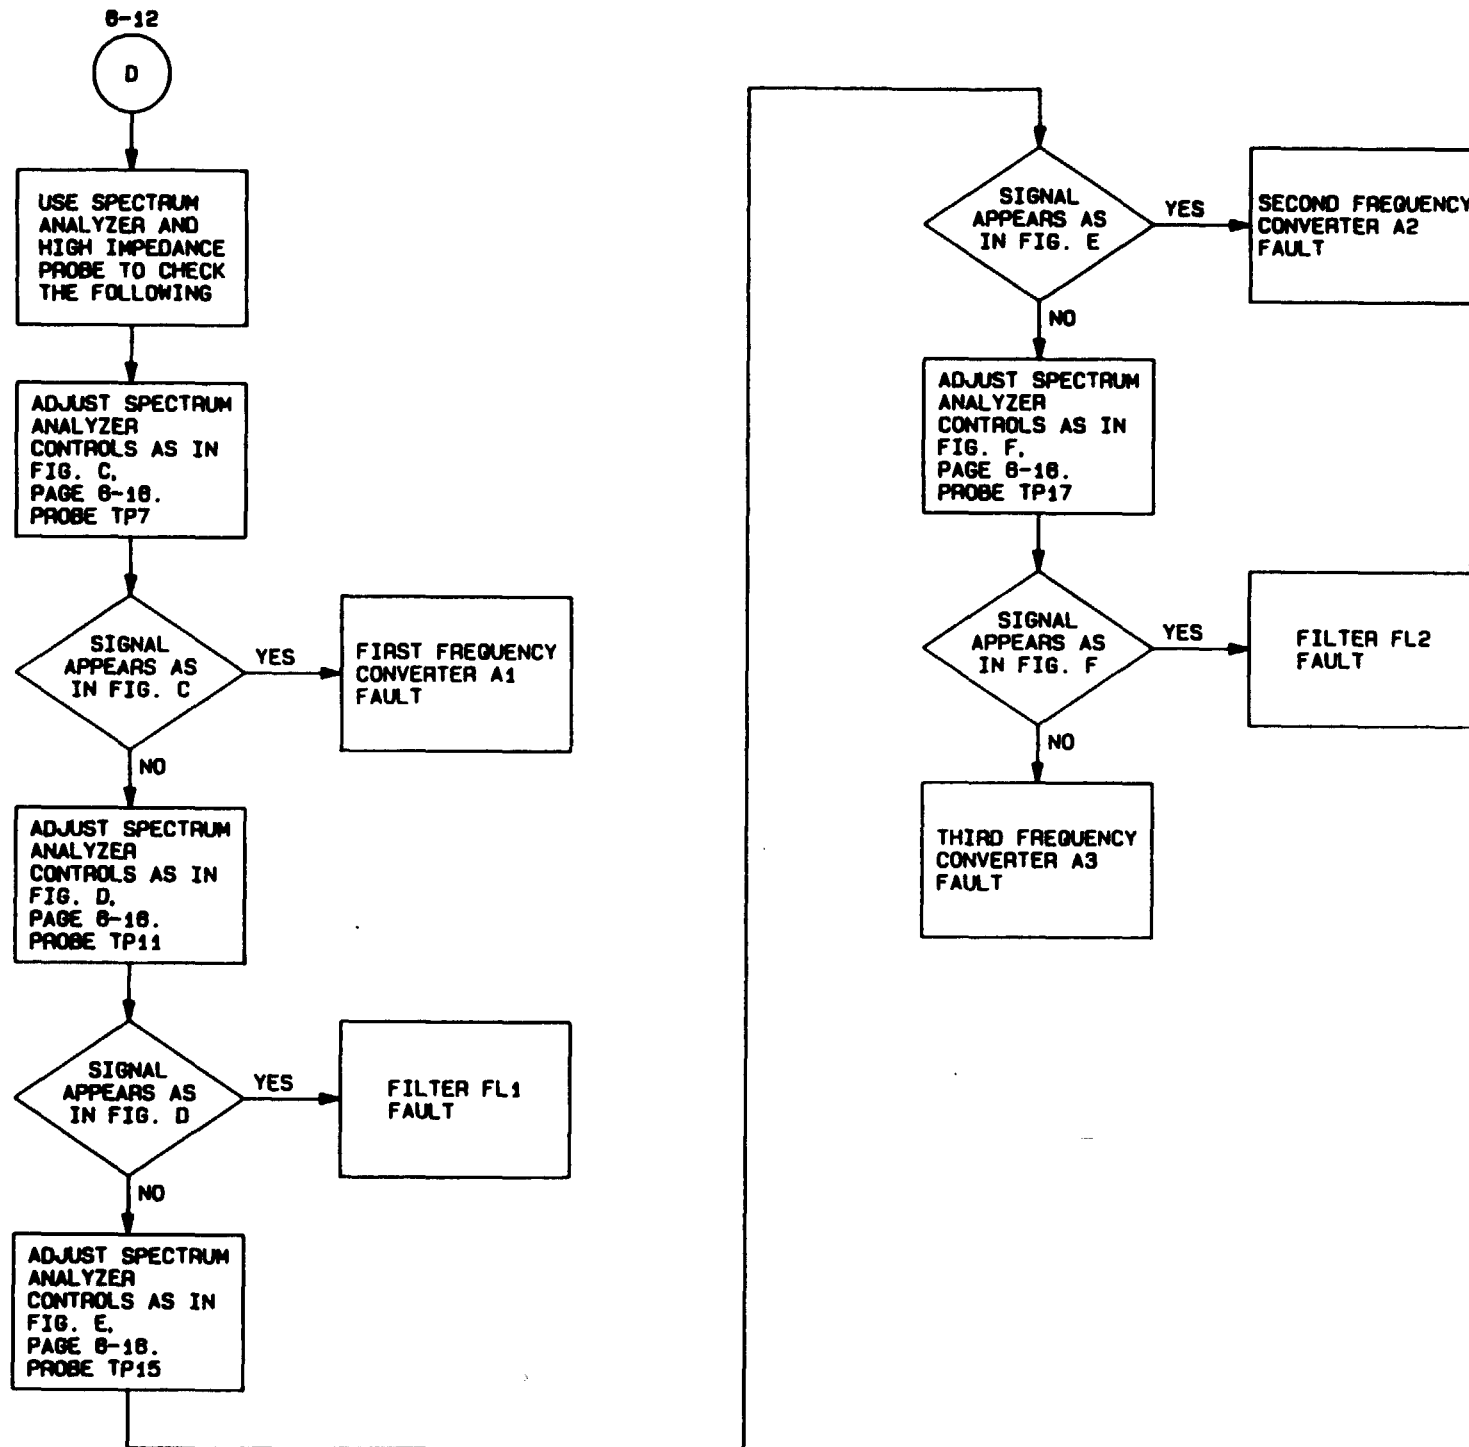 6-12
D
USE SPECTRUM
ANALYZER AND
HIGH IMPEDANCE
PROBE TO CHECK
THE FOLLOWING
ADJUST SPECTRUM
ANALYZER
CONTROLS AS IN
FIG. C,
PAGE 6-16.
PROBE TP7
SIGNAL
APPEARS AS
IN FIG. C
YES
FIRST FREQUENCY
CONVERTER A1
FAULT
NO
ADJUST SPECTRUM
ANALYZER
CONTROLS AS IN
FIG. D,
PAGE 6-16.
PROBE TP11
SIGNAL
APPEARS AS
IN FIG. D
YES
FILTER FL1
FAULT
NO
ADJUST SPECTRUM
ANALYZER
CONTROLS AS IN
FIG. E,
PAGE 6-16.
PROBE TP15
SIGNAL
APPEARS AS
IN FIG. E
YES
SECOND FREQUENCY
CONVERTER A2
FAULT
NO
ADJUST SPECTRUM
ANALYZER
CONTROLS AS IN
FIG. F,
PAGE 6-16.
PROBE TP17
SIGNAL
APPEARS AS
IN FIG. F
YES
FILTER FL2
FAULT
NO
THIRD FREQUENCY
CONVERTER A3
FAULT